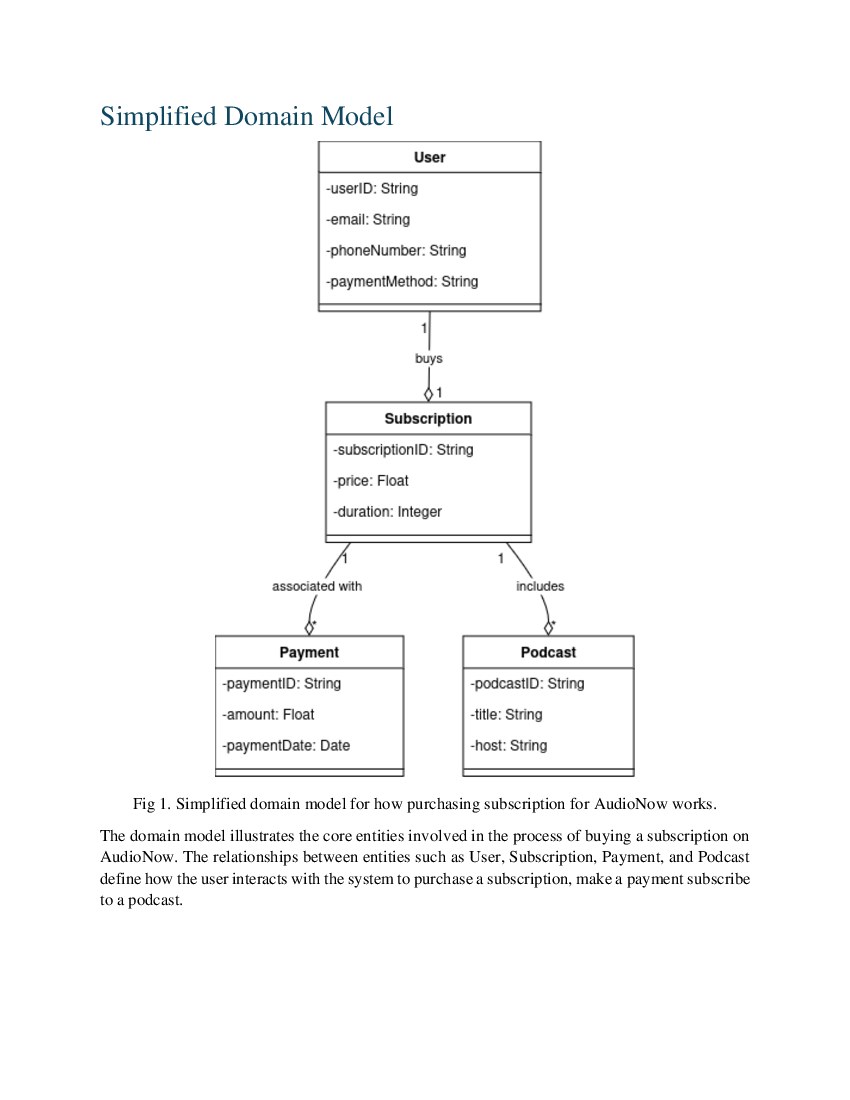 Simplified Domain Model
User
-userID: String
-email: String
-phoneNumber: String
-paymentMethod: String
1
buys
1
Subscription
-subscriptionID: String
-price: Float
-duration: Integer
1
1
associated with
includes
*
*
Payment
-paymentID: String
-amount: Float
-paymentDate: Date
Podcast
-podcastID: String
-title: String
-host: String
Fig 1. Simplified domain model for how purchasing subscription for AudioNow works.
The domain model illustrates the core entities involved in the process of buying a subscription on
AudioNow. The relationships between entities such as User, Subscription, Payment, and Podcast
define how the user interacts with the system to purchase a subscription, make a payment subscribe
to a podcast.